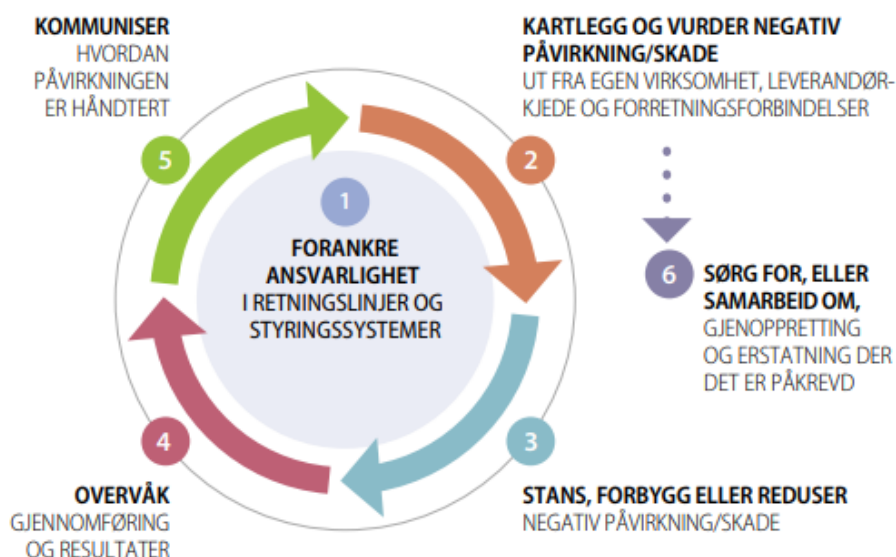 1
FORANKRE
ANSVARLIGHET
I RETNINGSLINJER OG
STYRINGSSYSTEMER
2
KARTLEGG OG VURDER NEGATIV
PÅVIRKNING/SKADE
UT FRA EGEN VIRKSOMHET, LEVERANDØR-
KJEDE OG FORRETNINGSFORBINDELSER
3
STANS, FORBYGG ELLER REDUSER
NEGATIV PÅVIRKNING/SKADE
4
OVERVÅK
GJENNOMFØRING
OG RESULTATER
5
KOMMUNISER
HVORDAN
PÅVIRKNINGEN
ER HÅNDTERT
6
SØRG FOR, ELLER
SAMARBEID OM,
GJENOPPRETTING
OG ERSTATNING DER
DET ER PÅKREVD